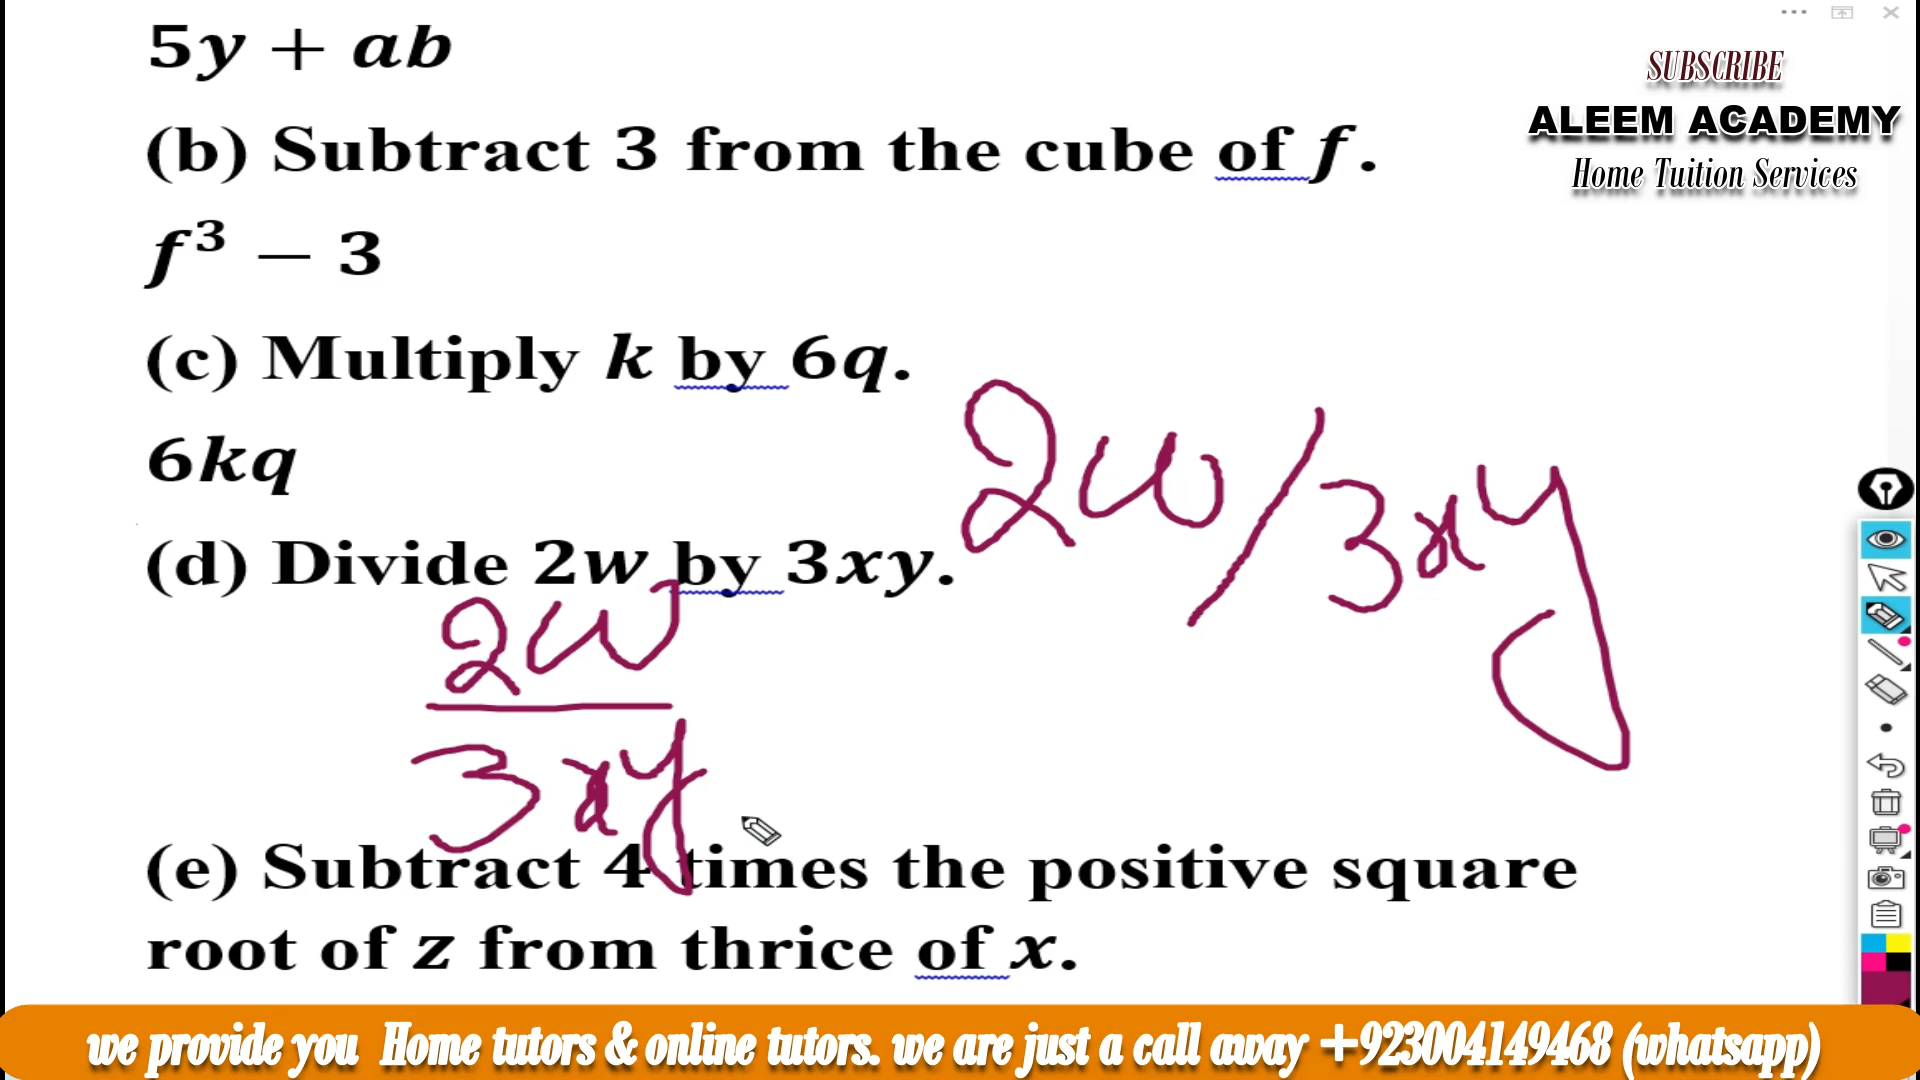 5y + ab
SUBSCRIBE
ALEEM ACADEMY
Home Tuition Services
(b) Subtract 3 from the cube of f.
f³ − 3
(c) Multiply k by 6q.
6kq
2w/3xy
(d) Divide 2w by 3xy.
2w
3xy
(e) Subtract 4 times the positive square
root of z from thrice of x.
we provide you Home tutors & online tutors. we are just a call away +923004149468 (whatsapp)